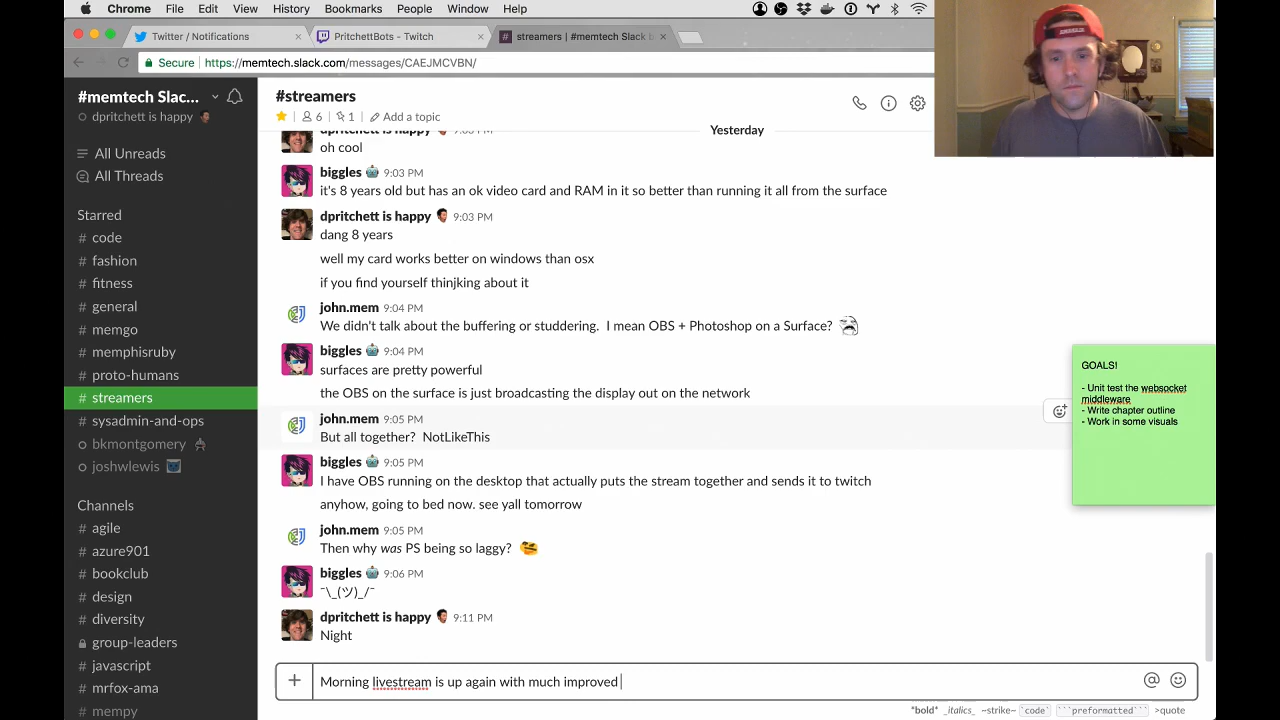 Chrome File Edit View History Bookmarks People Window Help
Twitter / Notifications × PritchettBots - Twitch × streamers | #memtech Slack ×
Secure https://memtech.slack.com/messages/CAEJMCVBN/
#memtech Slac...
dpritchett is happy
All Unreads
All Threads
Starred
# code
# fashion
# fitness
# general
# memgo
# memphisruby
# proto-humans
# streamers
# sysadmin-and-ops
bkmontgomery
joshwlewis
Channels
# agile
# azure901
# bookclub
# design
# diversity
group-leaders
# javascript
# mrfox-ama
# mempy
#streamers
6 | 1 | Add a topic
Yesterday
dpritchett is happy 9:03 PM
oh cool
biggles 9:03 PM
it's 8 years old but has an ok video card and RAM in it so better than running it all from the surface
dpritchett is happy 9:03 PM
dang 8 years
well my card works better on windows than osx
if you find yourself thinjking about it
john.mem 9:04 PM
We didn't talk about the buffering or studdering. I mean OBS + Photoshop on a Surface?
biggles 9:04 PM
surfaces are pretty powerful
the OBS on the surface is just broadcasting the display out on the network
john.mem 9:05 PM
But all together? NotLikeThis
biggles 9:05 PM
I have OBS running on the desktop that actually puts the stream together and sends it to twitch
anyhow, going to bed now. see yall tomorrow
john.mem 9:05 PM
Then why was PS being so laggy?
biggles 9:06 PM
¯\_(ツ)_/¯
dpritchett is happy 9:11 PM
Night
Morning livestream is up again with much improved
*bold* _italics_ ~strike~ `code` ```preformatted``` >quote
GOALS!
- Unit test the websocket
middleware
- Write chapter outline
- Work in some visuals